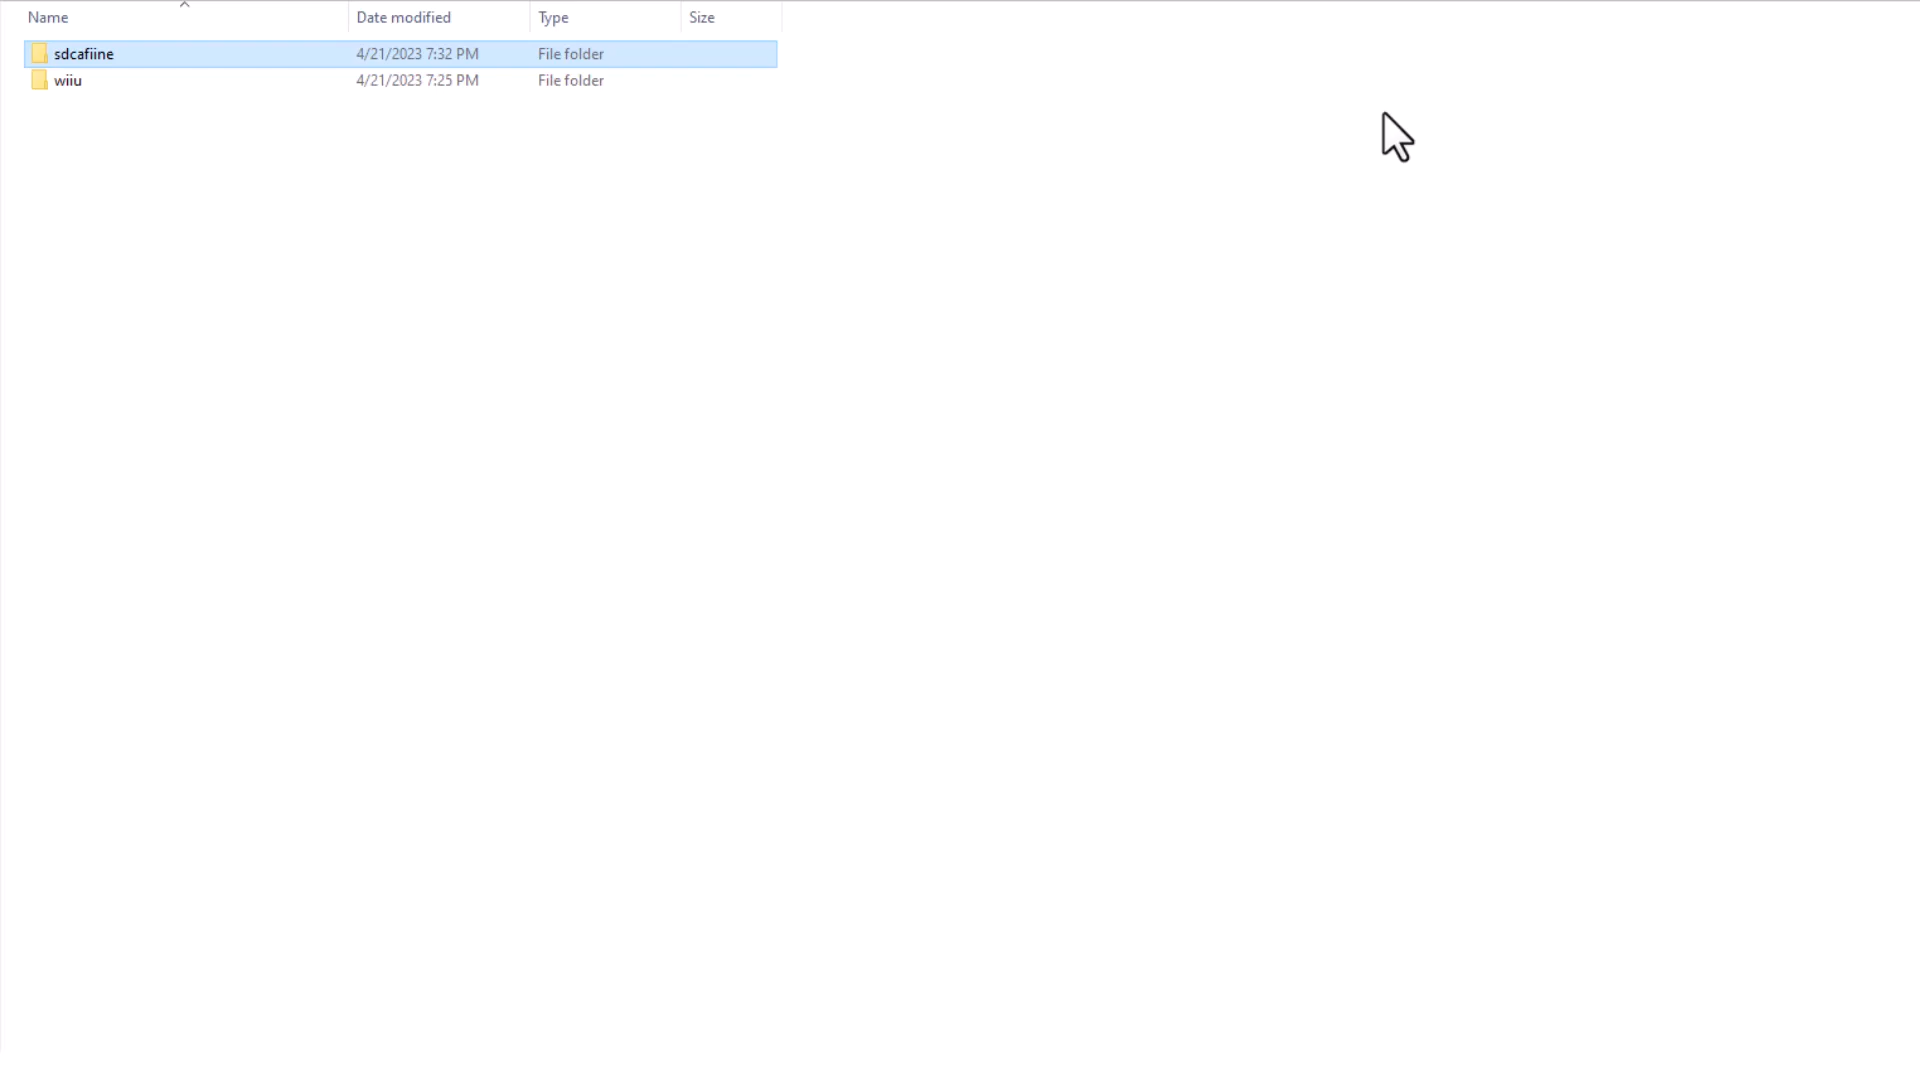 Name Date modified Type Size
sdcafiine 4/21/2023 7:32 PM File folder
wiiu 4/21/2023 7:25 PM File folder